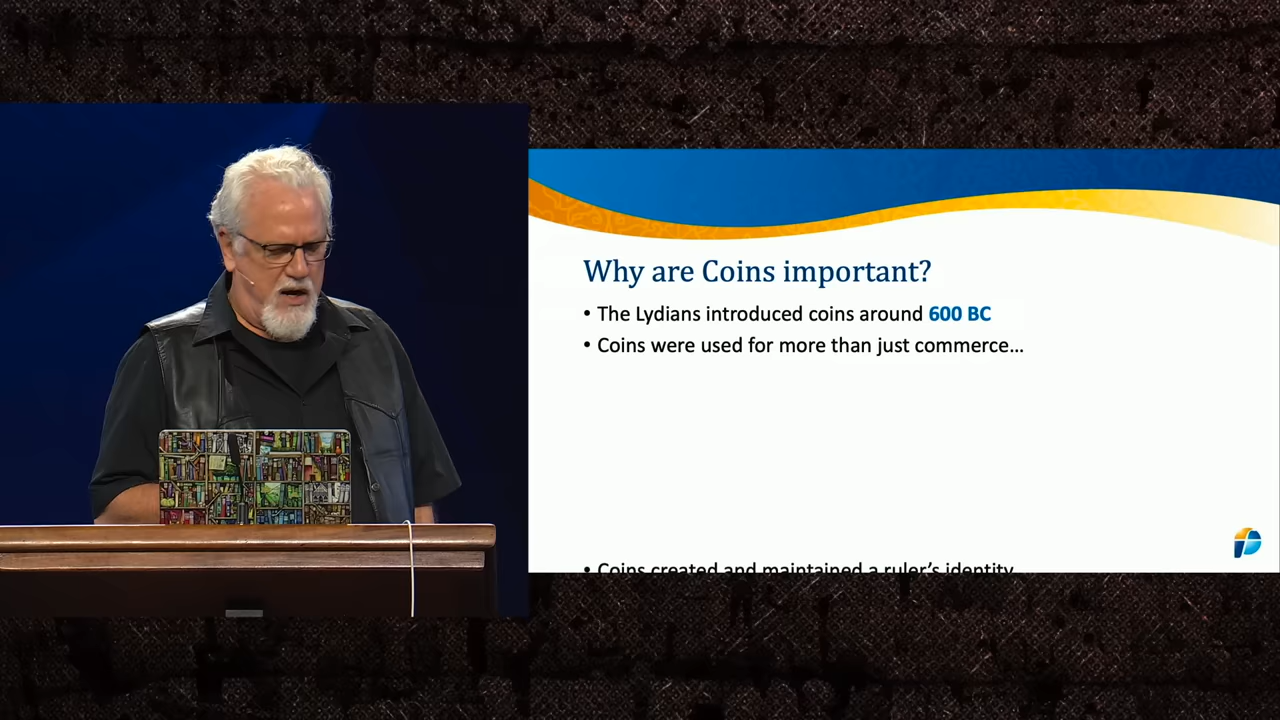 Why are Coins important?
• The Lydians introduced coins around 600 BC
• Coins were used for more than just commerce…
• Coins created and maintained a ruler’s identity